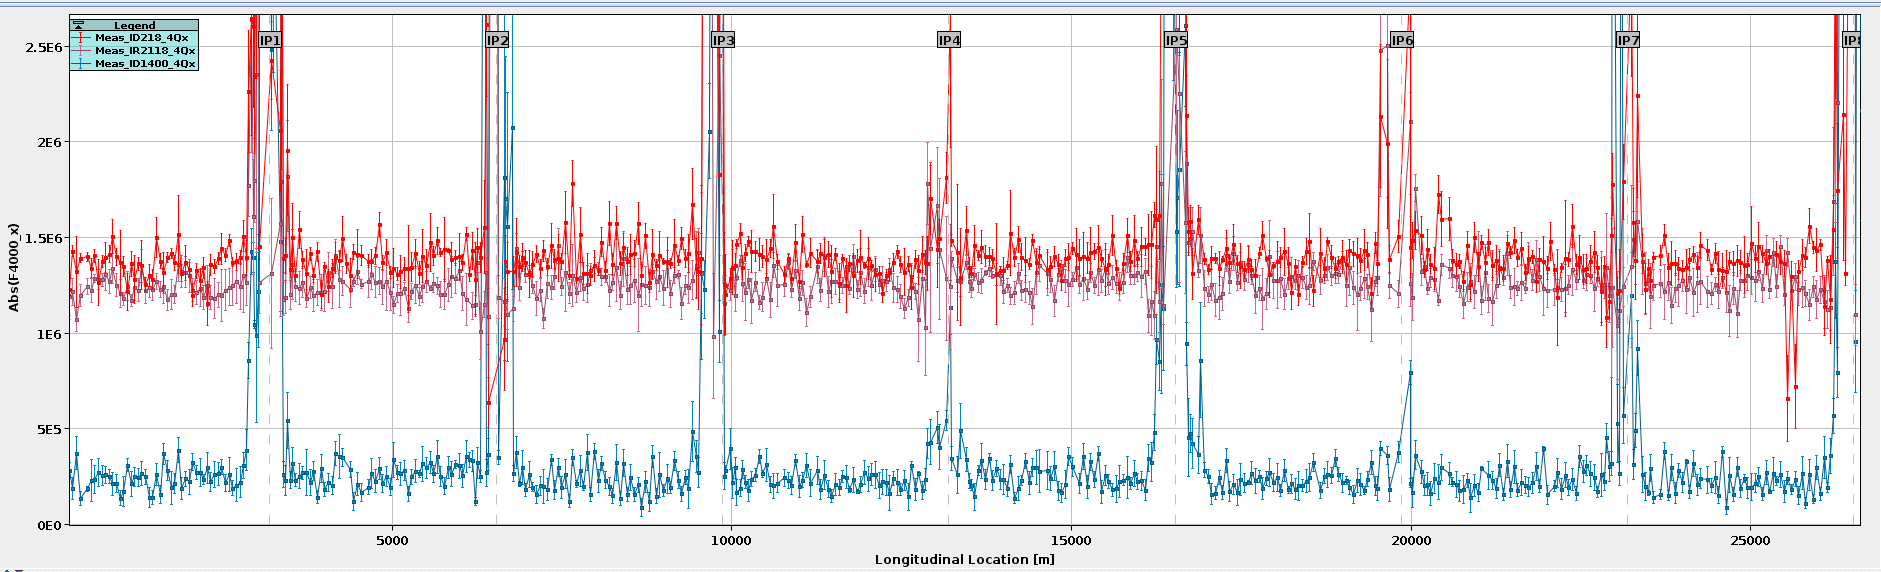 Legend
Meas_ID218_4Qx
Meas_IR2118_4Qx
Meas_ID1400_4Qx
IP1
IP2
IP3
IP4
IP5
IP6
IP7
2.5E6
2E6
1.5E6
1E6
5E5
0E0
Abs(F4000_x)
5000
10000
15000
20000
25000
Longitudinal Location [m]